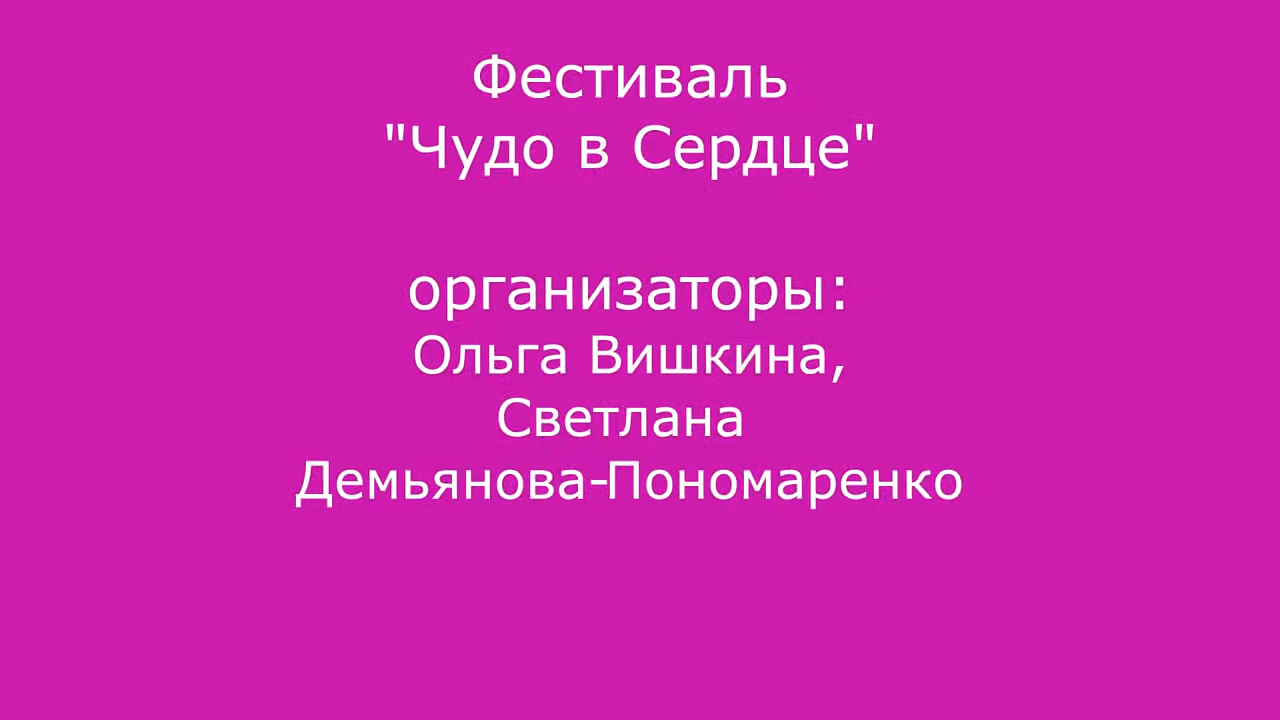 Фестиваль
"Чудо в Сердце"
организаторы:
Ольга Вишкина,
Светлана
Демьянова-Пономаренко